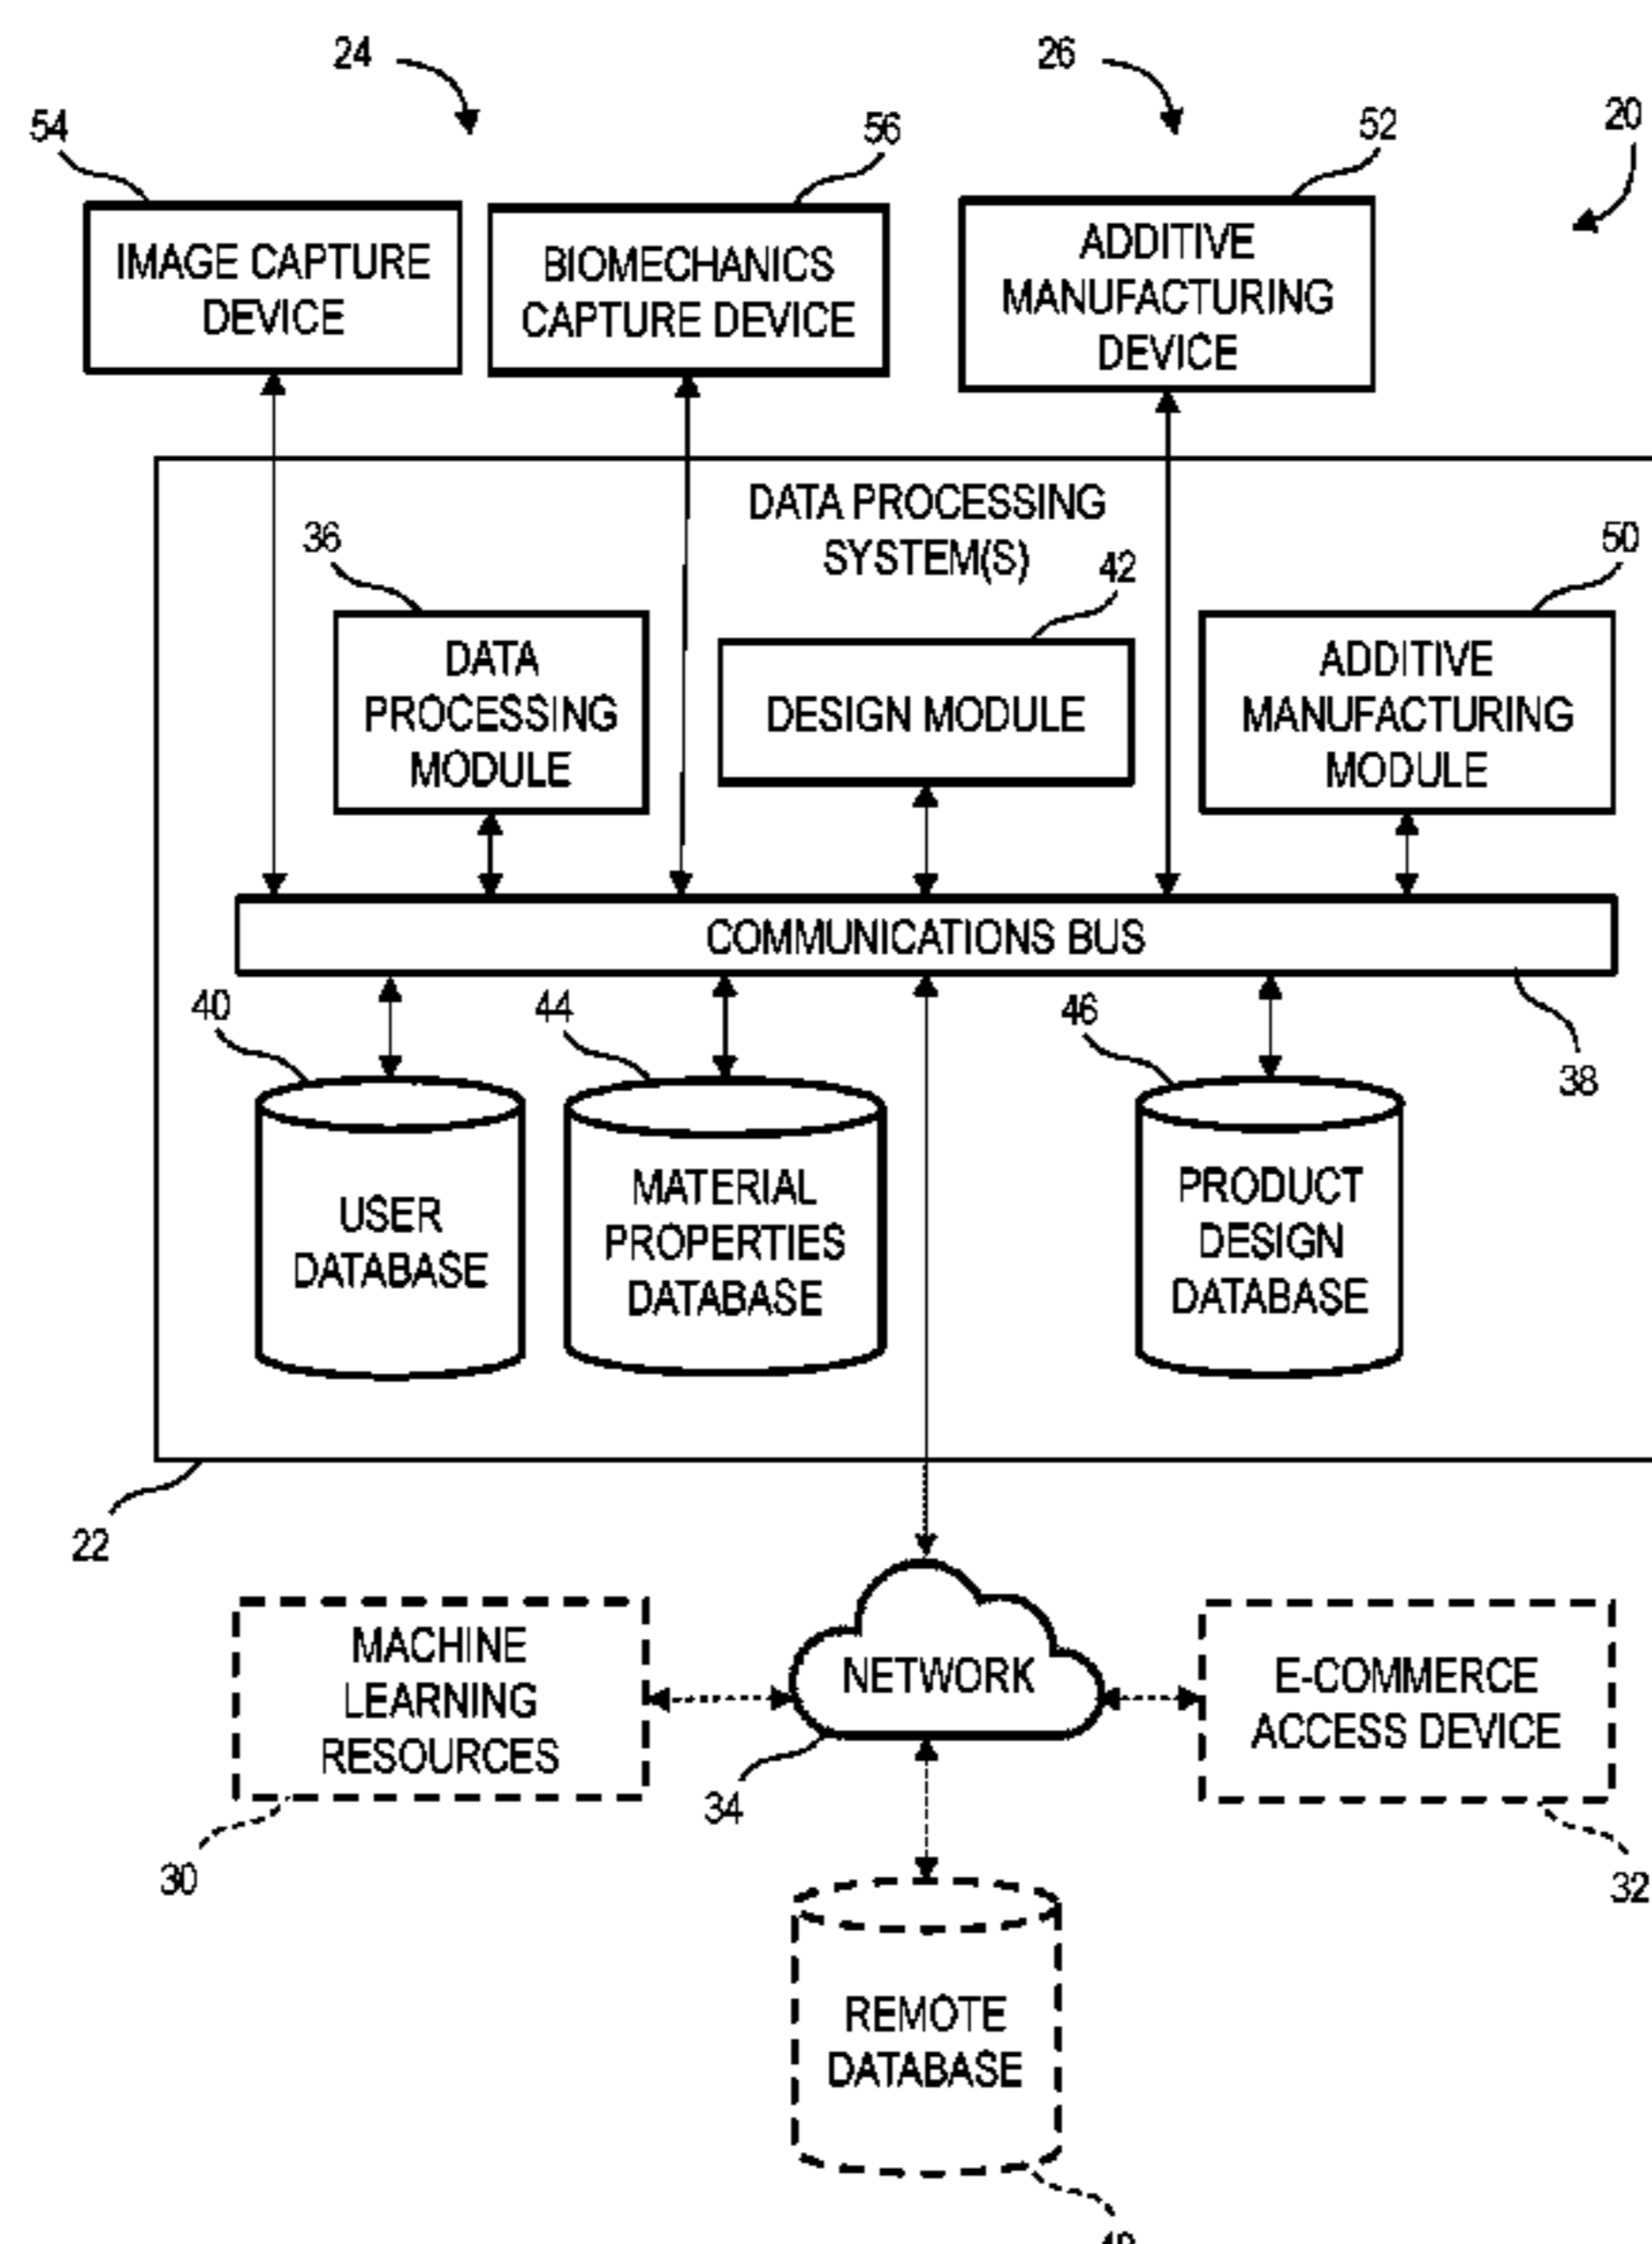 24
26
54
56
52
20
IMAGE CAPTURE
DEVICE
BIOMECHANICS
CAPTURE DEVICE
ADDITIVE
MANUFACTURING
DEVICE
DATA PROCESSING
SYSTEM(S)
36
42
50
DATA
PROCESSING
MODULE
DESIGN MODULE
ADDITIVE
MANUFACTURING
MODULE
COMMUNICATIONS BUS
40
44
46
38
USER
DATABASE
MATERIAL
PROPERTIES
DATABASE
PRODUCT
DESIGN
DATABASE
22
MACHINE
LEARNING
RESOURCES
NETWORK
E-COMMERCE
ACCESS DEVICE
34
30
32
REMOTE
DATABASE